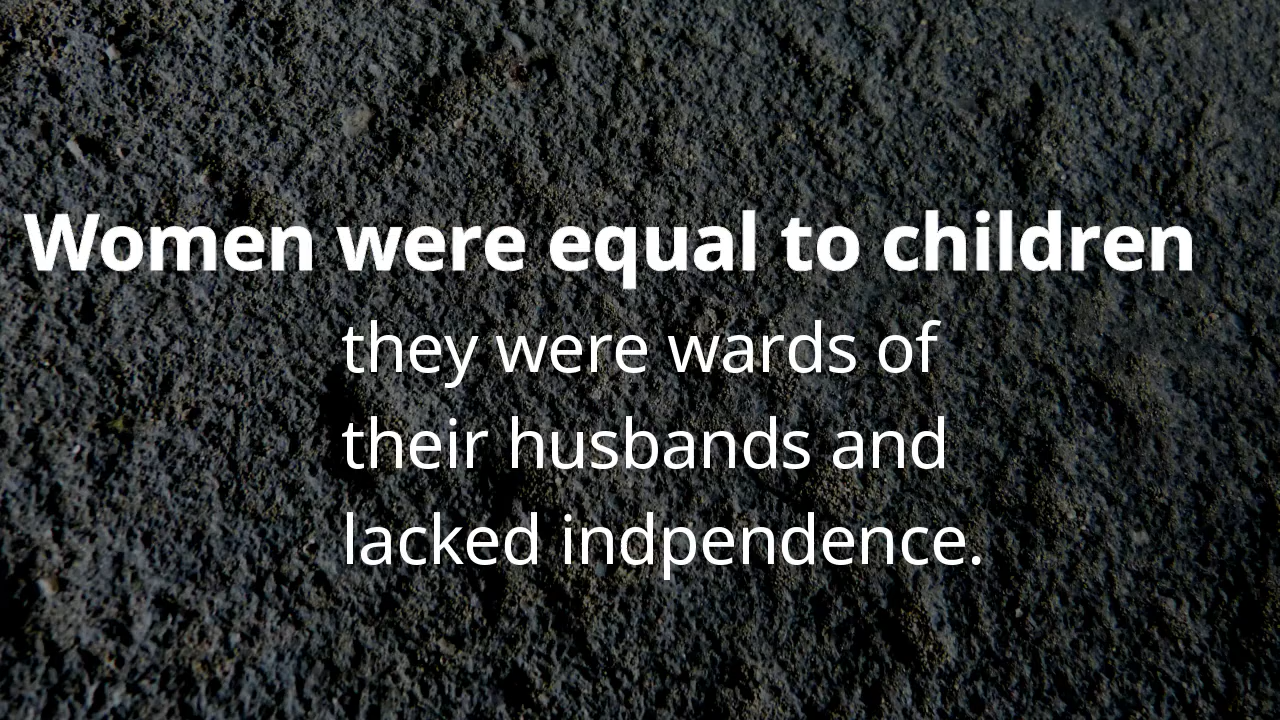 Women were equal to children
they were wards of
their husbands and
lacked indpendence.